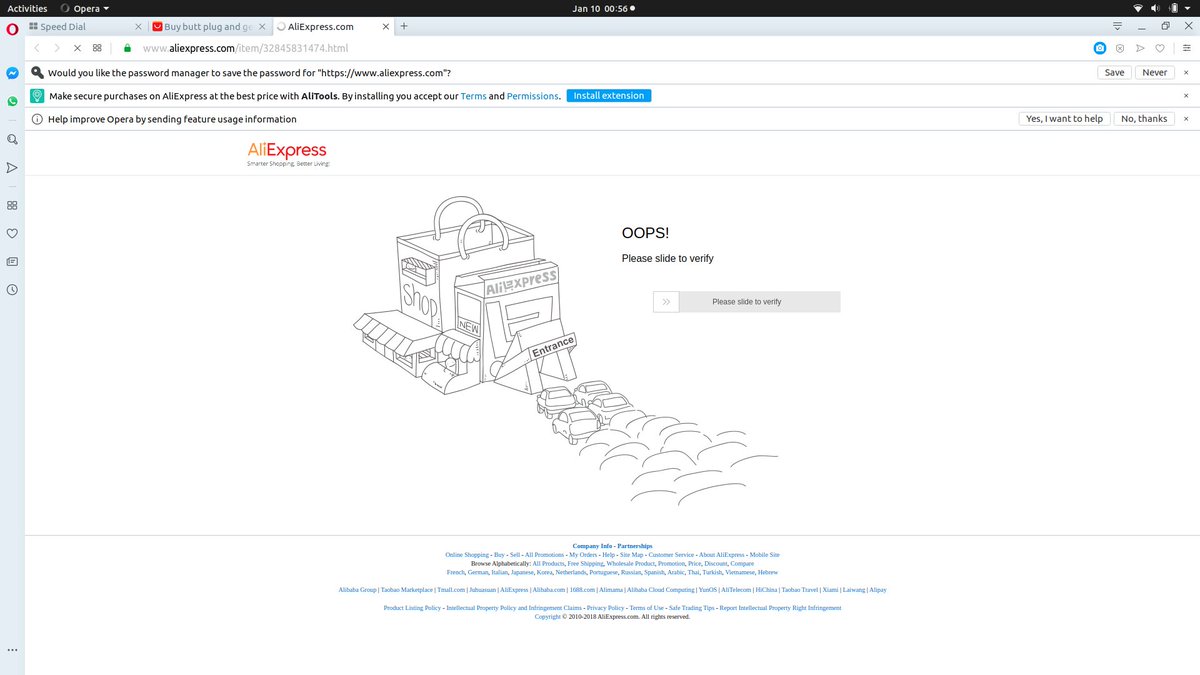 Activities Opera Jan 10 00:56
Speed Dial Buy butt plug and ge AliExpress.com
www.aliexpress.com/item/32845831474.html
Would you like the password manager to save the password for "https://www.aliexpress.com"? Save Never
Make secure purchases on AliExpress at the best price with AliTools. By installing you accept our Terms and Permissions. Install extension
Help improve Opera by sending feature usage information Yes, I want to help No, thanks
AliExpress
Smarter Shopping, Better Living!
OOPS!
Please slide to verify
Please slide to verify
Shop
AliExpress
NEW
Entrance
Company Info - Partnerships
Online Shopping - Buy - Sell - All Promotions - My Orders - Help - Site Map - Customer Service - About AliExpress - Mobile Site
Browse Alphabetically: All Products, Free Shipping, Wholesale Product, Promotion, Price, Discount, Compare
French, German, Italian, Japanese, Korea, Netherlands, Portuguese, Russian, Spanish, Arabic, Thai, Turkish, Vietnamese, Hebrew
Alibaba Group | Taobao Marketplace | Tmall.com | Juhuasuan | AliExpress | Alibaba.com | 1688.com | Alimama | Alibaba Cloud Computing | YunOS | AliTelecom | HiChina | Taobao Travel | Xiami | Laiwang | Alipay
Product Listing Policy - Intellectual Property Policy and Infringement Claims - Privacy Policy - Terms of Use - Safe Trading Tips - Report Intellectual Property Right Infringement
Copyright © 2010-2018 AliExpress.com. All rights reserved.